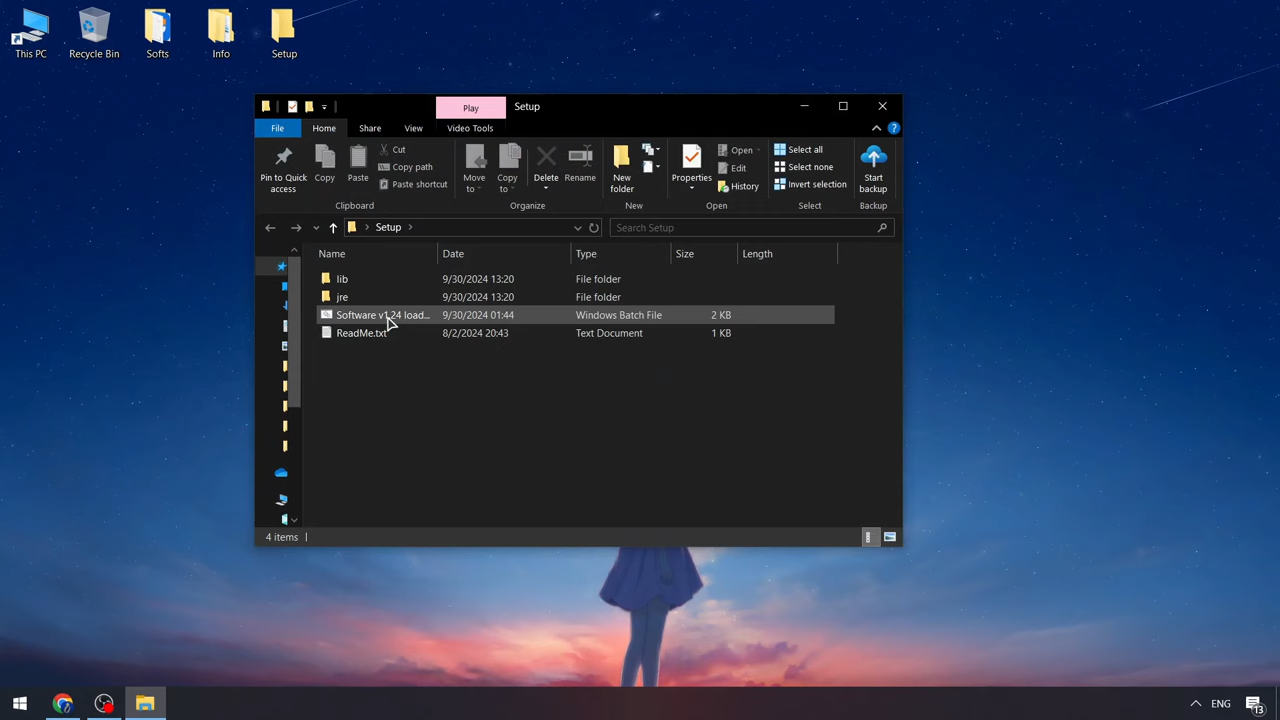 This PC
Recycle Bin
Softs
Info
Setup
Play
Setup
File
Home
Share
View
Video Tools
Pin to Quick access
Copy
Paste
Cut
Copy path
Paste shortcut
Clipboard
Move to
Copy to
Delete
Rename
Organize
New folder
New
Properties
Open
Edit
History
Open
Select all
Select none
Invert selection
Select
Start backup
Backup
Setup
Search Setup
Name Date Type Size Length
lib 9/30/2024 13:20 File folder
jre 9/30/2024 13:20 File folder
Software v1.24 load... 9/30/2024 01:44 Windows Batch File 2 KB
ReadMe.txt 8/2/2024 20:43 Text Document 1 KB
4 items
ENG
13